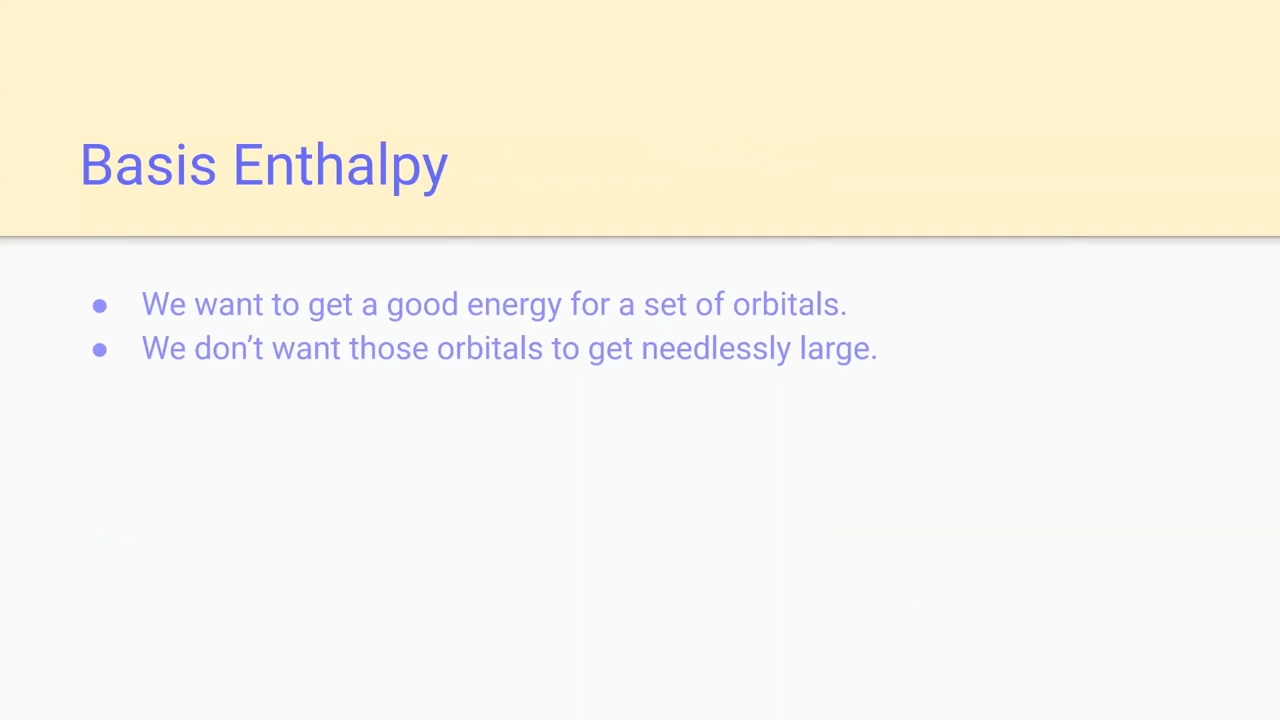 Basis Enthalpy
● We want to get a good energy for a set of orbitals.
● We don’t want those orbitals to get needlessly large.